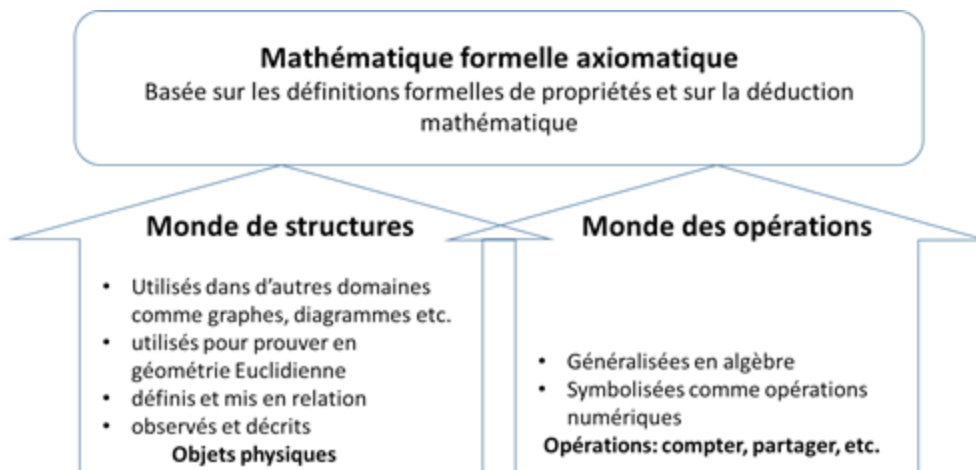 Mathématique formelle axiomatique
Basée sur les définitions formelles de propriétés et sur la déduction
mathématique
Monde de structures
• Utilisés dans d'autres domaines
comme graphes, diagrammes etc.
• utilisés pour prouver en
géométrie Euclidienne
• définis et mis en relation
• observés et décrits
Objets physiques
Monde des opérations
• Généralisées en algèbre
• Symbolisées comme opérations
numériques
Opérations: compter, partager, etc.